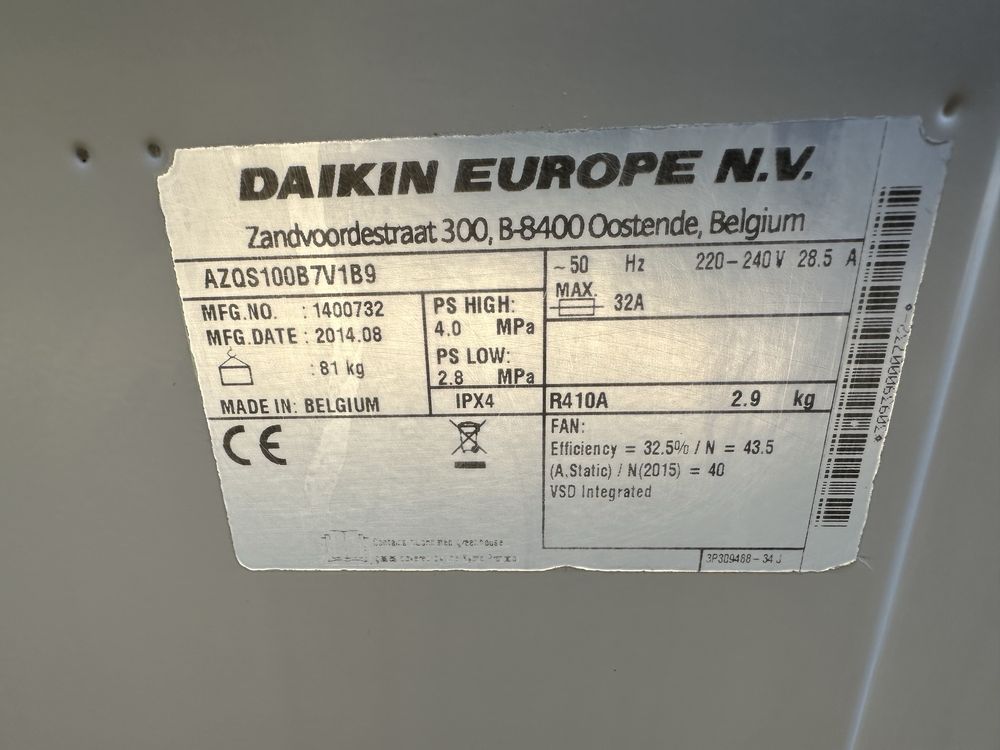 DAIKIN EUROPE N.V.
Zandvoordestraat 300, B-8400 Oostende, Belgium
AZQS100B7V1B9
~50 Hz 220-240V 28.5 A
MAX. 32A
MFG.NO. : 1400732
MFG.DATE : 2014.08
: 81 kg
MADE IN: BELGIUM
PS HIGH:
4.0 MPa
PS LOW:
2.8 MPa
IPX4
R410A 2.9 kg
CE
FAN:
Efficiency = 32.5% / N = 43.5
(A.Static) / N(2015) = 40
VSD Integrated
greenhouse
3P309468-34J